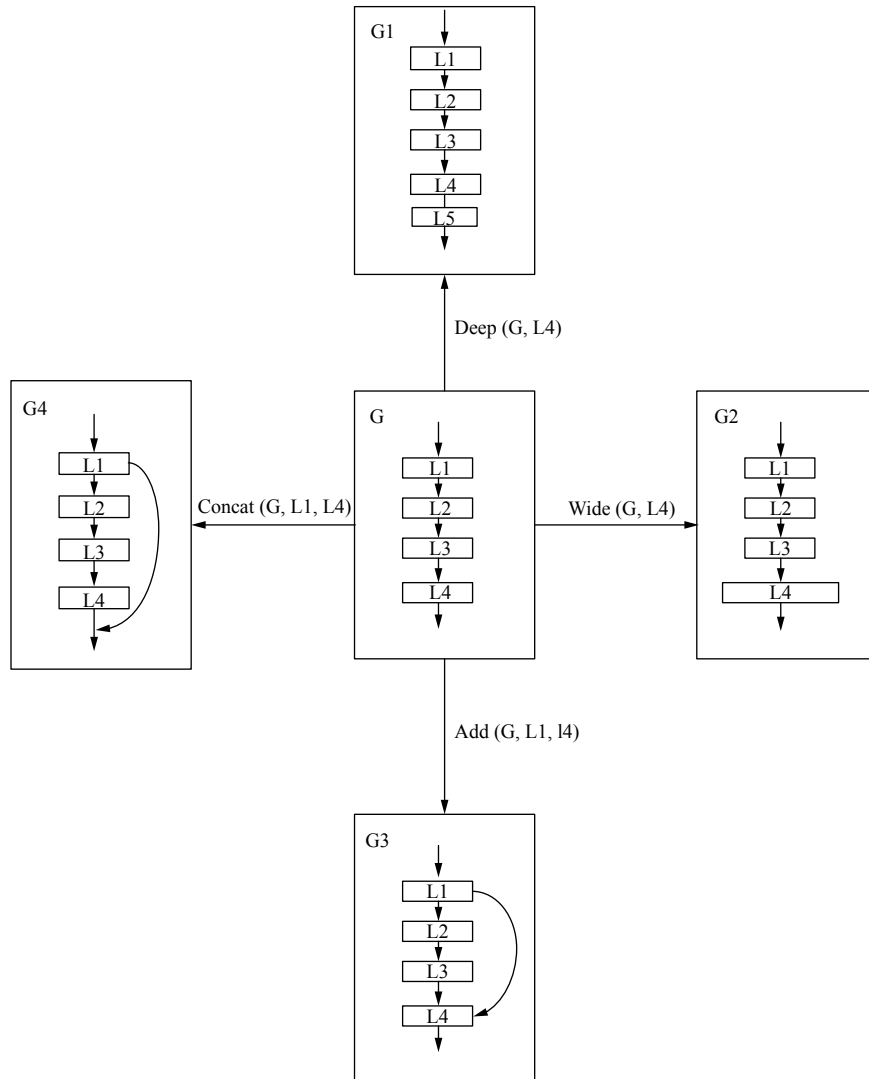 G1
L1
L2
L3
L4
L5
Deep (G, L4)
G4
L1
L2
L3
L4
Concat (G, L1, L4)
G
L1
L2
L3
L4
Wide (G, L4)
G2
L1
L2
L3
L4
Add (G, L1, l4)
G3
L1
L2
L3
L4